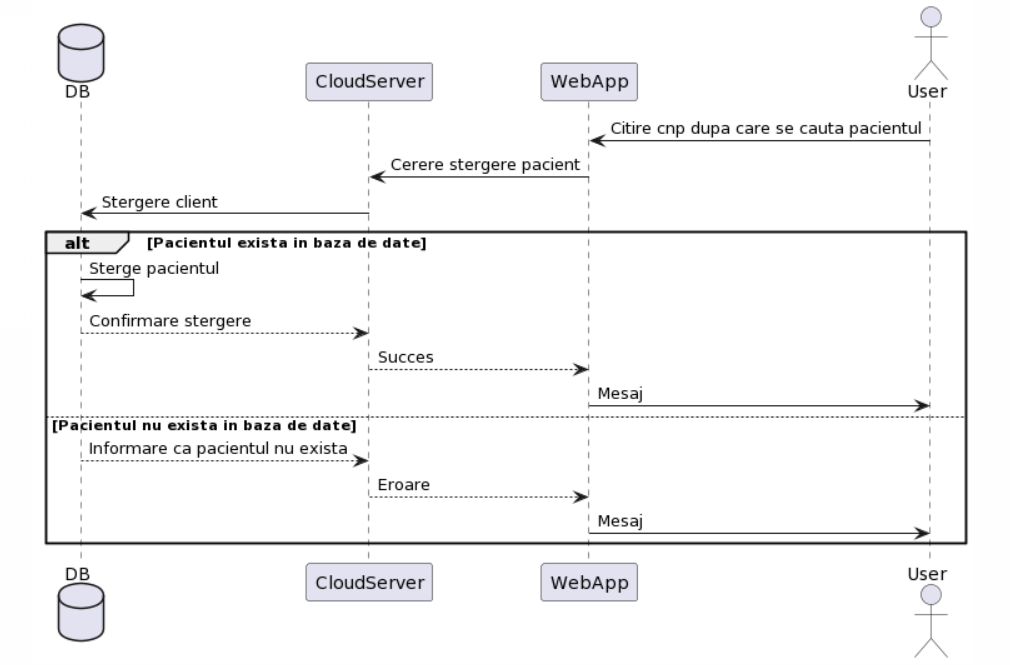 DB
CloudServer
WebApp
User
Citire cnp dupa care se cauta pacientul
Cerere stergere pacient
Stergere client
alt
[Pacientul exista in baza de date]
Sterge pacientul
Confirmare stergere
Succes
Mesaj
[Pacientul nu exista in baza de date]
Informare ca pacientul nu exista
Eroare
Mesaj
DB
CloudServer
WebApp
User